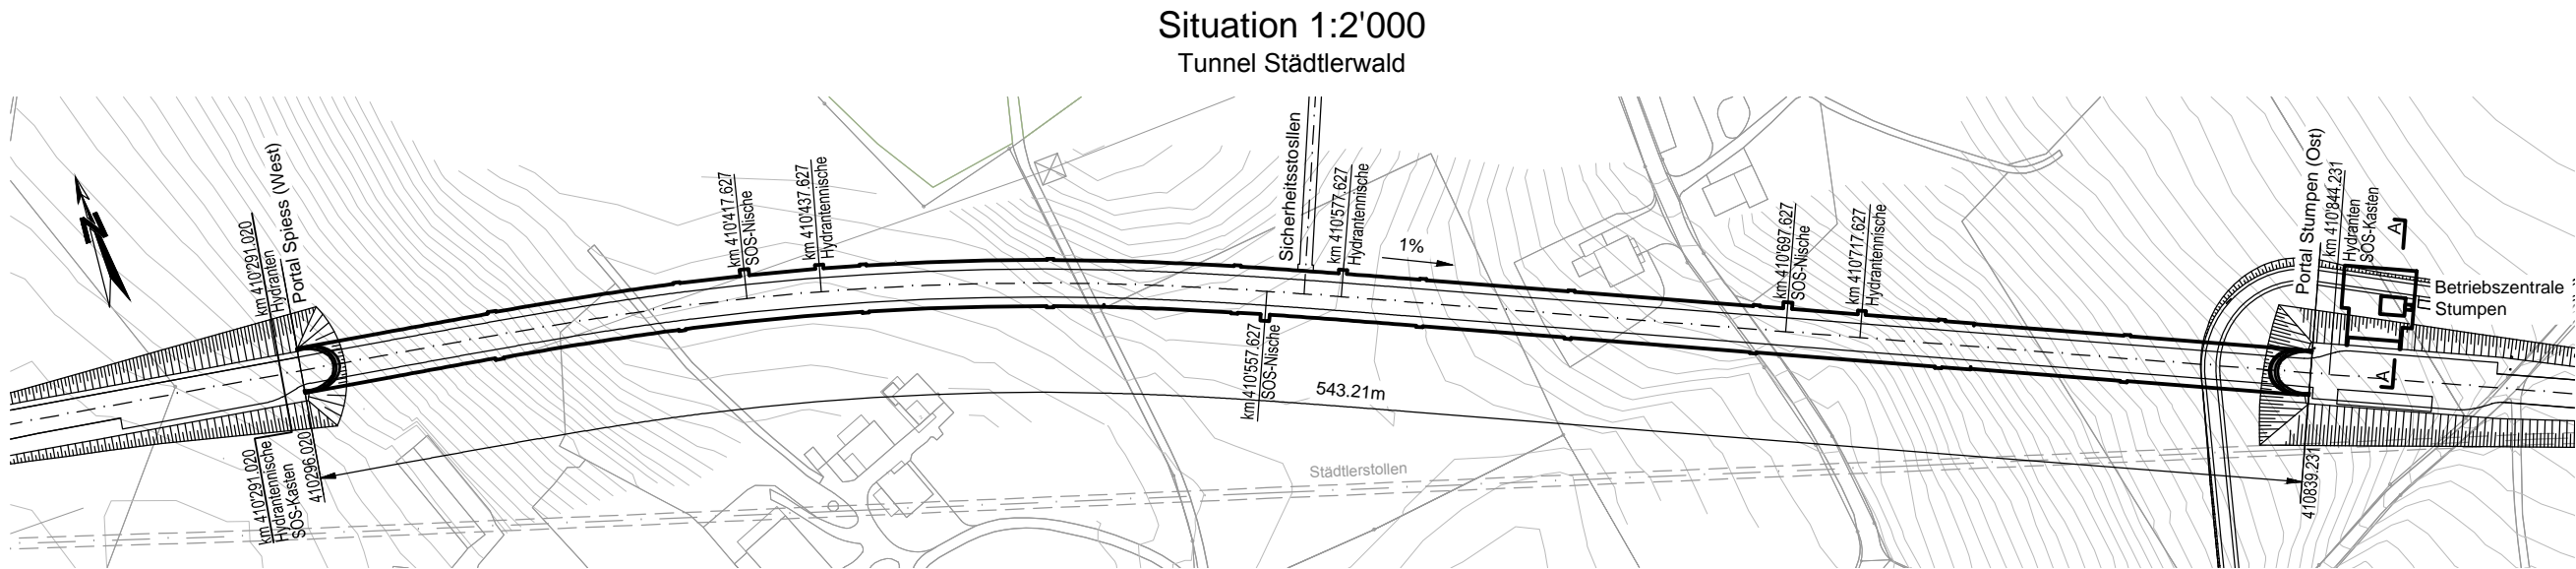 Situation 1:2'000
Tunnel Städtlerwald
N
km 410'291.020
Hydranten
Portal Spiess (West)
km 410'291.020
Hydrantennische
SOS-Kasten
410296.020
km 410'417.627
SOS-Nische
km 410'437.627
Hydrantennische
Sicherheitsstollen
km 410'577.627
Hydrantennische
1%
km 410'557.627
SOS-Nische
543.21m
Städtlerstollen
km 410'697.627
SOS-Nische
km 410'717.627
Hydrantennische
Portal Stumpen (Ost)
km 410'844.231
Hydranten
SOS-Kasten
A
A
Betriebszentrale
Stumpen
410839.231